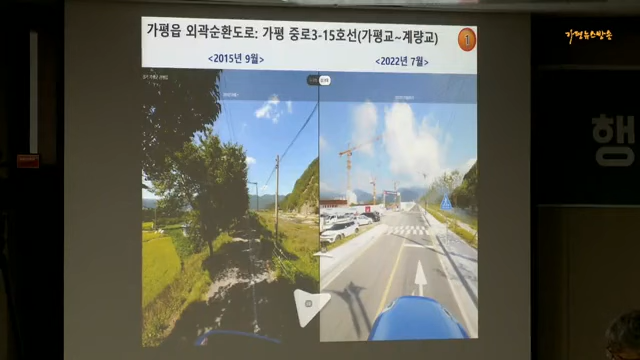 가평읍 외곽순환도로: 가평 중로3-15호선(가평교~계량교)
1
가평뉴스방송
<2015년 9월>
<2022년 7월>
행